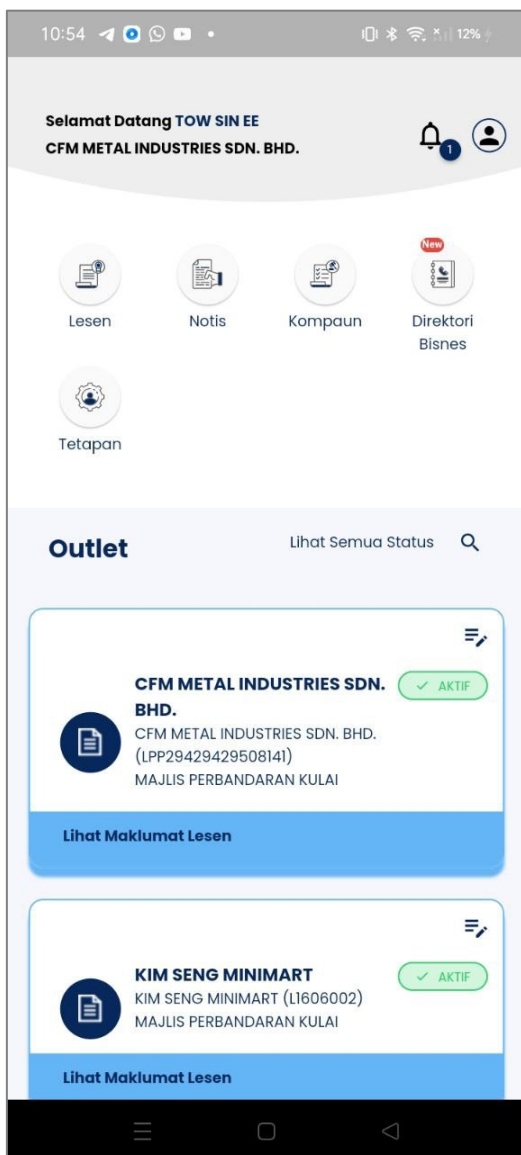 10:54
12%
Selamat Datang TOW SIN EE
CFM METAL INDUSTRIES SDN. BHD.
1
New
Lesen
Notis
Kompaun
Direktori
Bisnes
Tetapan
Outlet
Lihat Semua Status
CFM METAL INDUSTRIES SDN.
BHD.
AKTIF
CFM METAL INDUSTRIES SDN. BHD.
(LPP29429429508141)
MAJLIS PERBANDARAN KULAI
Lihat Maklumat Lesen
KIM SENG MINIMART
AKTIF
KIM SENG MINIMART (L1606002)
MAJLIS PERBANDARAN KULAI
Lihat Maklumat Lesen